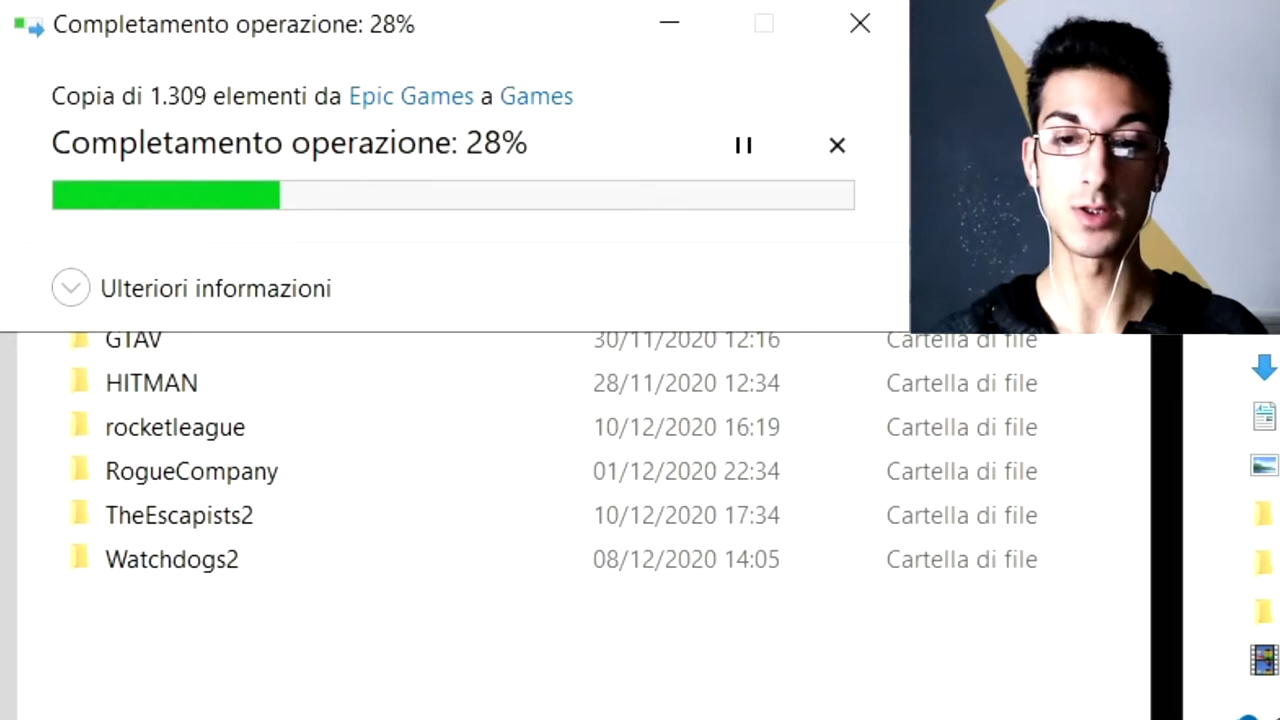 Completamento operazione: 28%
Copia di 1.309 elementi da Epic Games a Games
Completamento operazione: 28%
Ulteriori informazioni
GTAV 30/11/2020 12:16 Cartella di file
HITMAN 28/11/2020 12:34 Cartella di file
rocketleague 10/12/2020 16:19 Cartella di file
RogueCompany 01/12/2020 22:34 Cartella di file
TheEscapists2 10/12/2020 17:34 Cartella di file
Watchdogs2 08/12/2020 14:05 Cartella di file